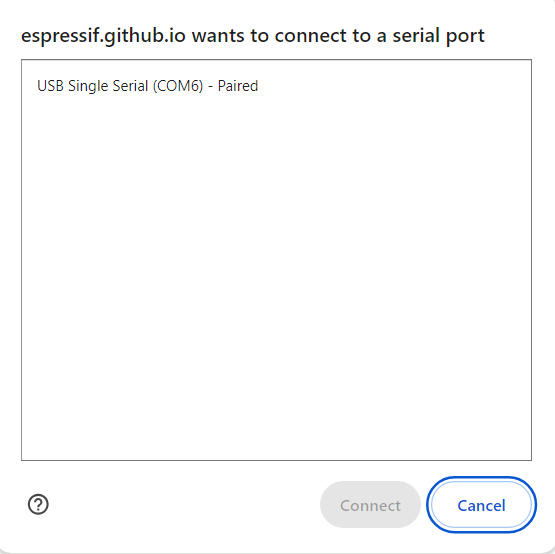 espressif.github.io wants to connect to a serial port
USB Single Serial (COM6) - Paired
Connect
Cancel